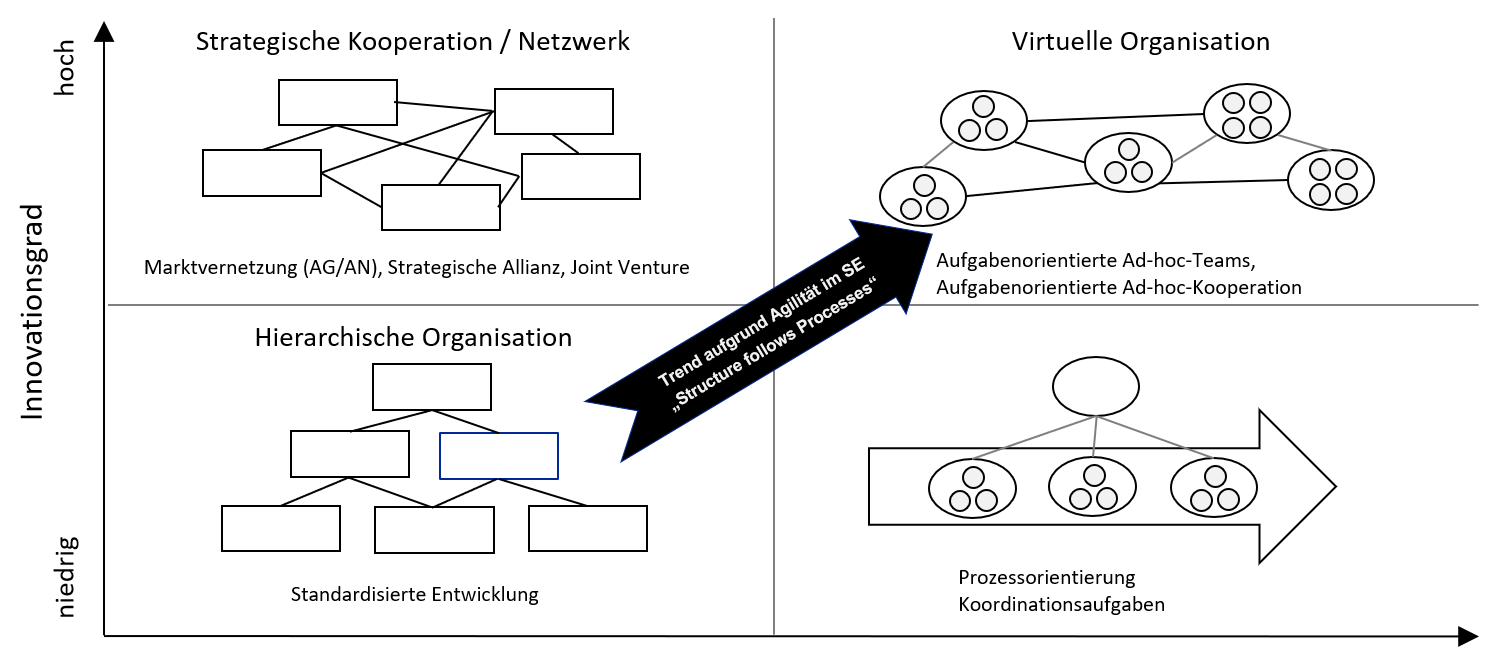 Innovationsgrad
hoch
niedrig
Strategische Kooperation / Netzwerk
Marktvernetzung (AG/AN), Strategische Allianz, Joint Venture
Virtuelle Organisation
Aufgabenorientierte Ad-hoc-Teams,
Aufgabenorientierte Ad-hoc-Kooperation
Trend aufgrund Agilität im SE
„Structure follows Processes“
Hierarchische Organisation
Standardisierte Entwicklung
Prozessorientierung
Koordinationsaufgaben